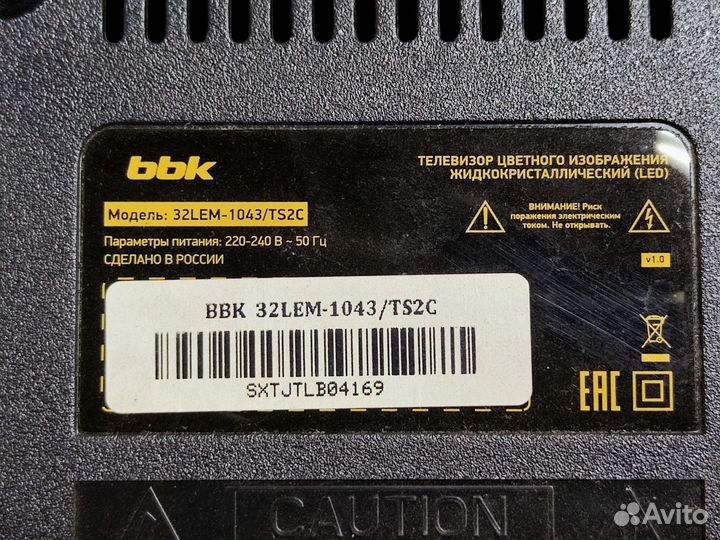 bbk
ТЕЛЕВИЗОР ЦВЕТНОГО ИЗОБРАЖЕНИЯ
ЖИДКОКРИСТАЛЛИЧЕСКИЙ (LED)
Модель: 32LEM-1043/TS2C
Параметры питания: 220-240 В ~ 50 Гц
СДЕЛАНО В РОССИИ
ВНИМАНИЕ! Риск
поражения электрическим
током. Не открывать.
v1.0
BBK 32LEM-1043/TS2C
SXTJTLB04169
EAC
CAUTION
Avito